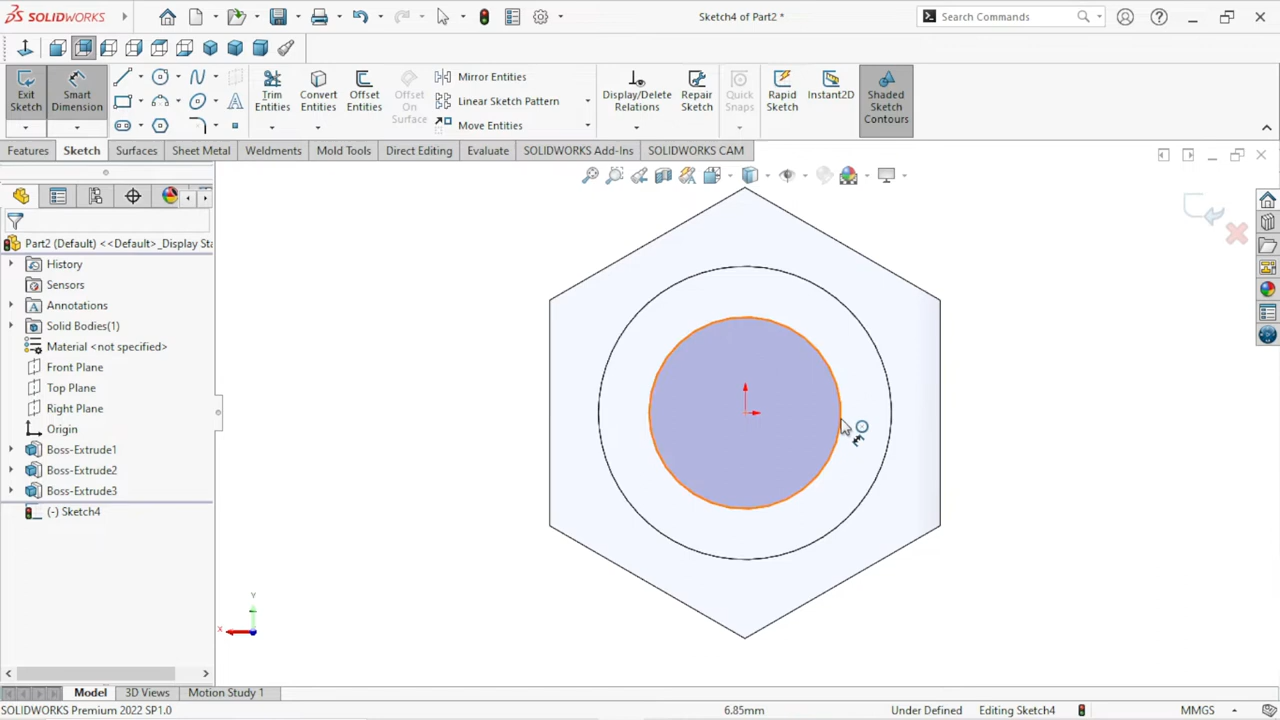 SOLIDWORKS
Sketch4 of Part2 *
Search Commands
Exit Sketch
Smart Dimension
Trim Entities
Convert Entities
Offset Entities
Offset On Surface
Mirror Entities
Linear Sketch Pattern
Move Entities
Display/Delete Relations
Repair Sketch
Quick Snaps
Rapid Sketch
Instant2D
Shaded Sketch Contours
Features
Sketch
Surfaces
Sheet Metal
Weldments
Mold Tools
Direct Editing
Evaluate
SOLIDWORKS Add-Ins
SOLIDWORKS CAM
Part2 (Default) <<Default>_Display Sta
History
Sensors
Annotations
Solid Bodies(1)
Material <not specified>
Front Plane
Top Plane
Right Plane
Origin
Boss-Extrude1
Boss-Extrude2
Boss-Extrude3
(-) Sketch4
Y
X
Model
3D Views
Motion Study 1
SOLIDWORKS Premium 2022 SP1.0
6.85mm
Under Defined
Editing Sketch4
MMGS